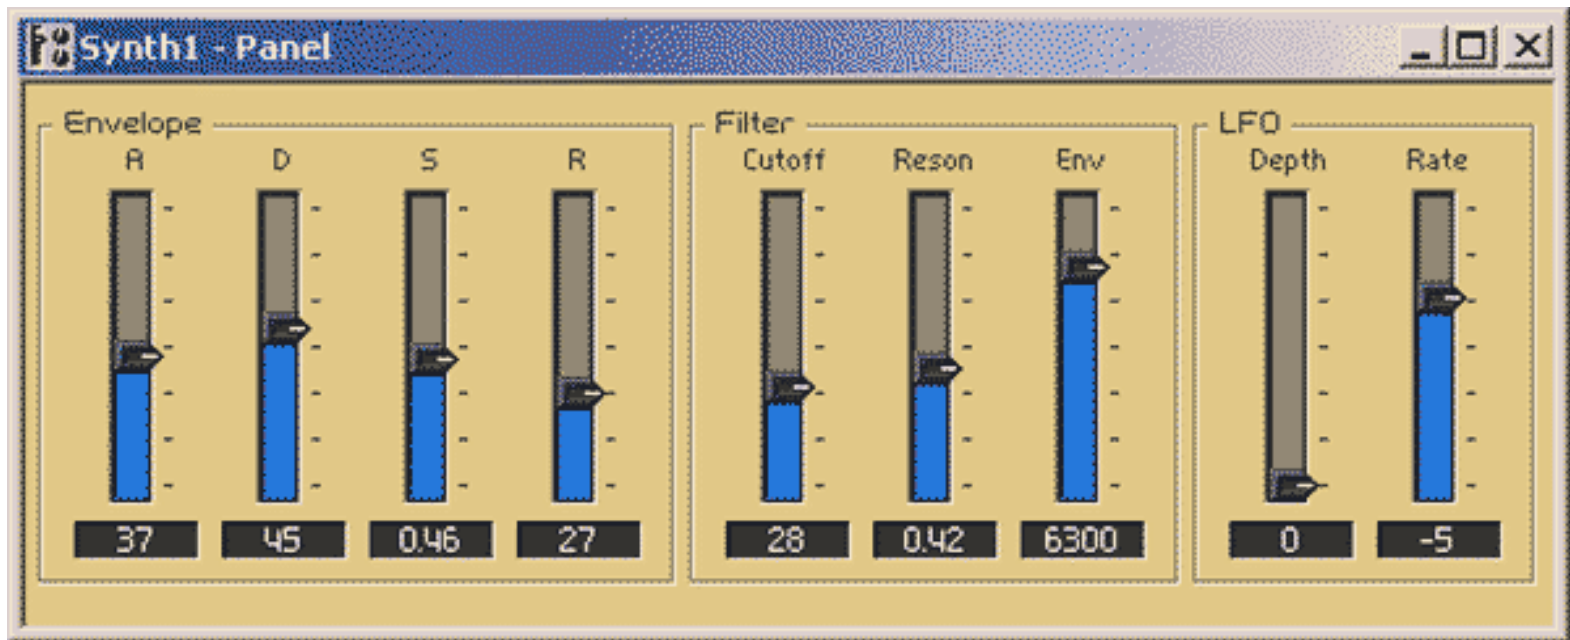 Synth1 - Panel
Envelope Filter LFO
A D S R Cutoff Reson Env Depth Rate
37 45 0.46 27 28 0.42 6300 0 -5